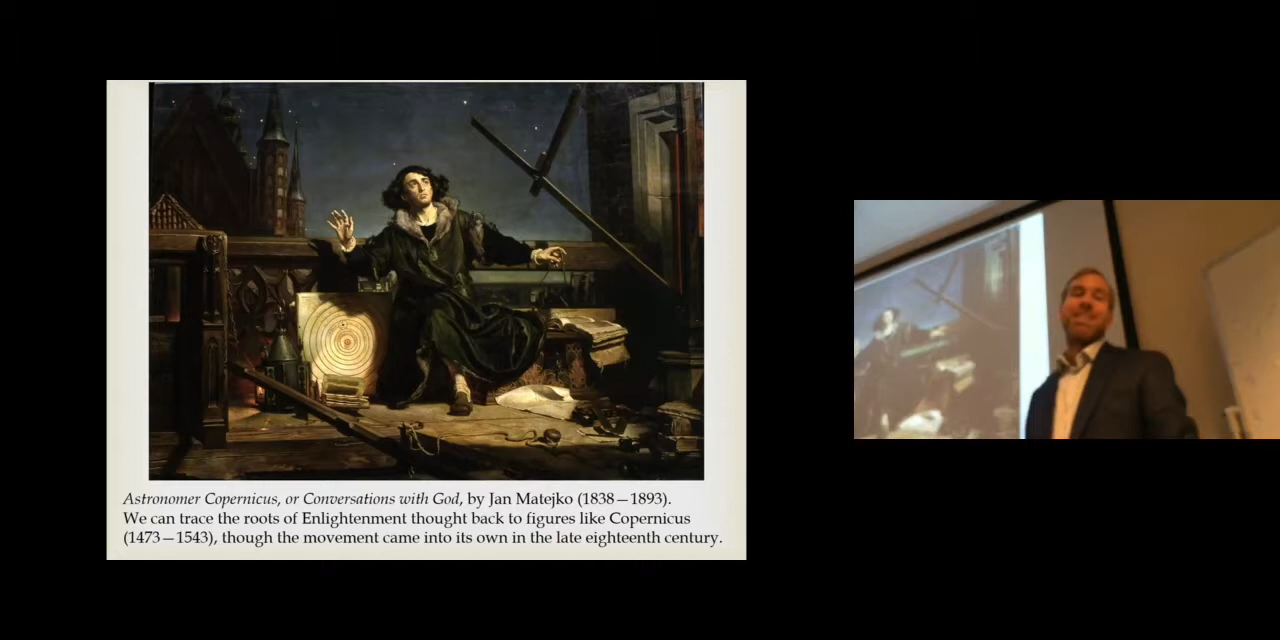 Astronomer Copernicus, or Conversations with God, by Jan Matejko (1838—1893).
We can trace the roots of Enlightenment thought back to figures like Copernicus
(1473—1543), though the movement came into its own in the late eighteenth century.